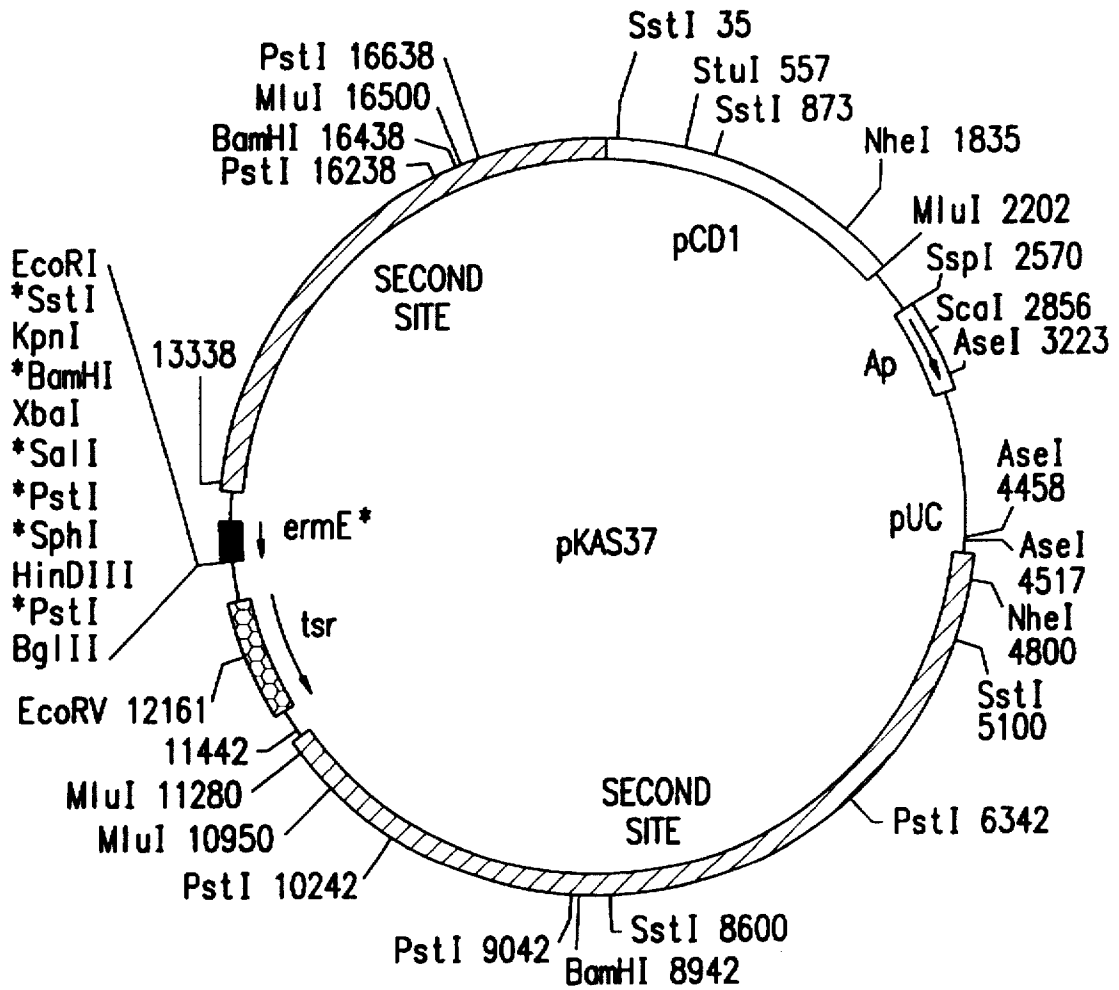 SstI 35
PstI 16638
StuI 557
MluI 16500
SstI 873
BamHI 16438
NheI 1835
PstI 16238
MluI 2202
pCD1
EcoRI
SspI 2570
*SstI
SECOND
SITE
ScaI 2856
KpnI
13338
AseI 3223
*BamHI
Ap
XbaI
*SalI
*PstI
AseI
4458
*SphI
ermE*
pKAS37
pUC
AseI
4517
HinDIII
*PstI
tsr
NheI
4800
BglII
EcoRV 12161
SstI
5100
11442
MluI 11280
SECOND
SITE
MluI 10950
PstI 6342
PstI 10242
SstI 8600
PstI 9042
BamHI 8942